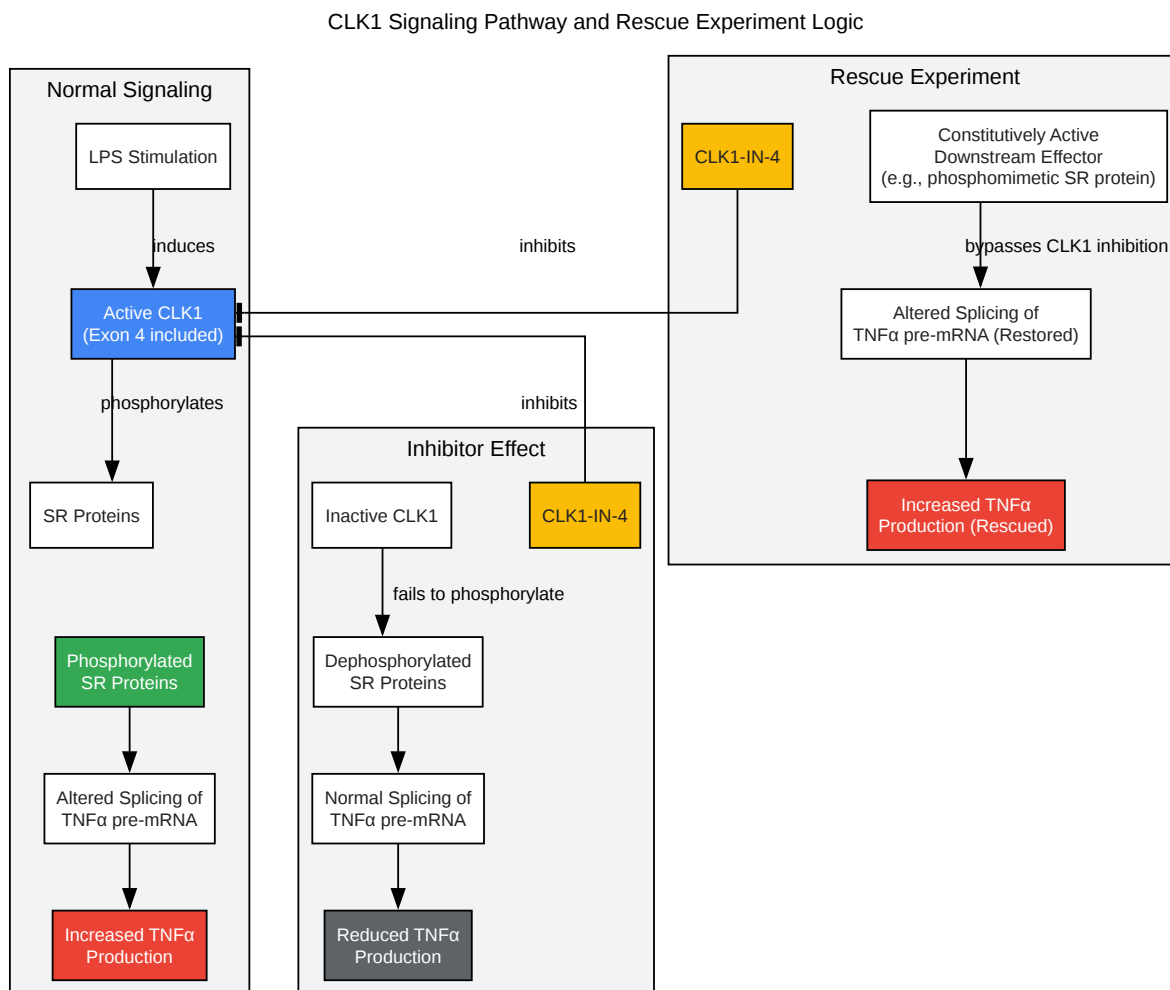 CLK1 Signaling Pathway and Rescue Experiment Logic
Normal Signaling
LPS Stimulation
induces
Active CLK1
(Exon 4 included)
phosphorylates
SR Proteins
Phosphorylated
SR Proteins
Altered Splicing of
TNFα pre-mRNA
Increased TNFα
Production
inhibits
inhibits
Inhibitor Effect
Inactive CLK1
CLK1-IN-4
fails to phosphorylate
Dephosphorylated
SR Proteins
Normal Splicing of
TNFα pre-mRNA
Reduced TNFα
Production
Rescue Experiment
CLK1-IN-4
Constitutively Active
Downstream Effector
(e.g., phosphomimetic SR protein)
bypasses CLK1 inhibition
Altered Splicing of
TNFα pre-mRNA (Restored)
Increased TNFα
Production (Rescued)